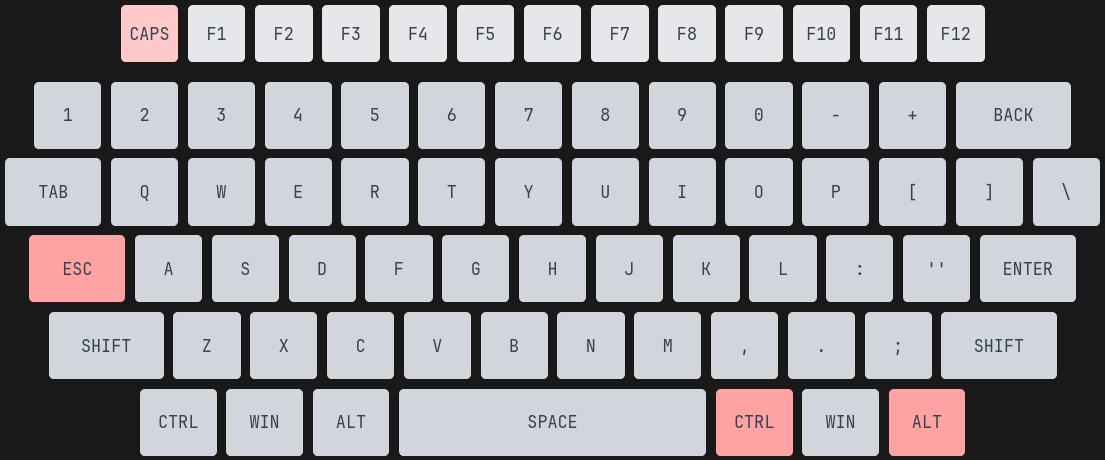 CAPS F1 F2 F3 F4 F5 F6 F7 F8 F9 F10 F11 F12
1 2 3 4 5 6 7 8 9 0 - + BACK
TAB Q W E R T Y U I O P [ ] \
ESC A S D F G H J K L : '' ENTER
SHIFT Z X C V B N M , . ; SHIFT
CTRL WIN ALT SPACE CTRL WIN ALT